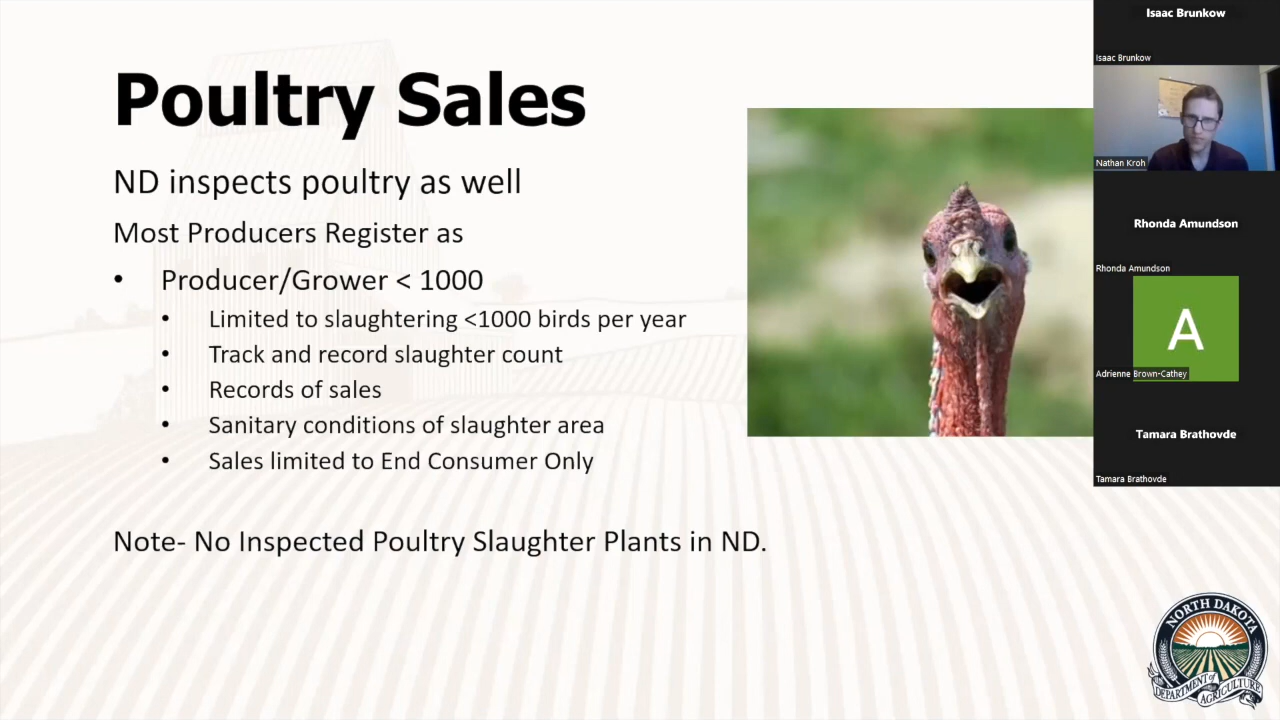 Poultry Sales
ND inspects poultry as well
Most Producers Register as
• Producer/Grower < 1000
• Limited to slaughtering <1000 birds per year
• Track and record slaughter count
• Records of sales
• Sanitary conditions of slaughter area
• Sales limited to End Consumer Only
Note- No Inspected Poultry Slaughter Plants in ND.
Isaac Brunkow
Isaac Brunkow
Nathan Kroh
Rhonda Amundson
Rhonda Amundson
A
Adrienne Brown-Cathey
Tamara Brathovde
Tamara Brathovde
NORTH DAKOTA
DEPARTMENT of AGRICULTURE